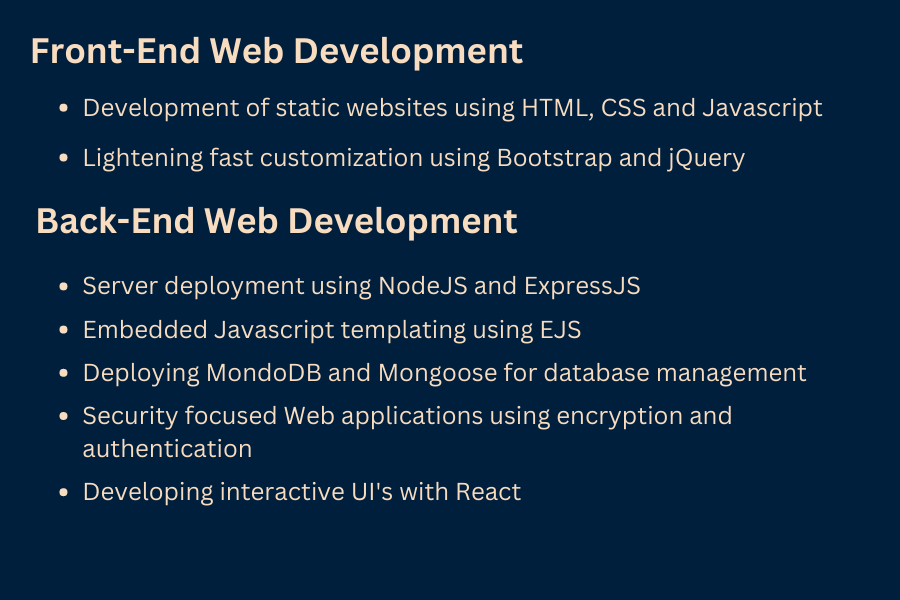 Front-End Web Development
• Development of static websites using HTML, CSS and Javascript
• Lightening fast customization using Bootstrap and jQuery
Back-End Web Development
• Server deployment using NodeJS and ExpressJS
• Embedded Javascript templating using EJS
• Deploying MondoDB and Mongoose for database management
• Security focused Web applications using encryption and
authentication
• Developing interactive UI's with React